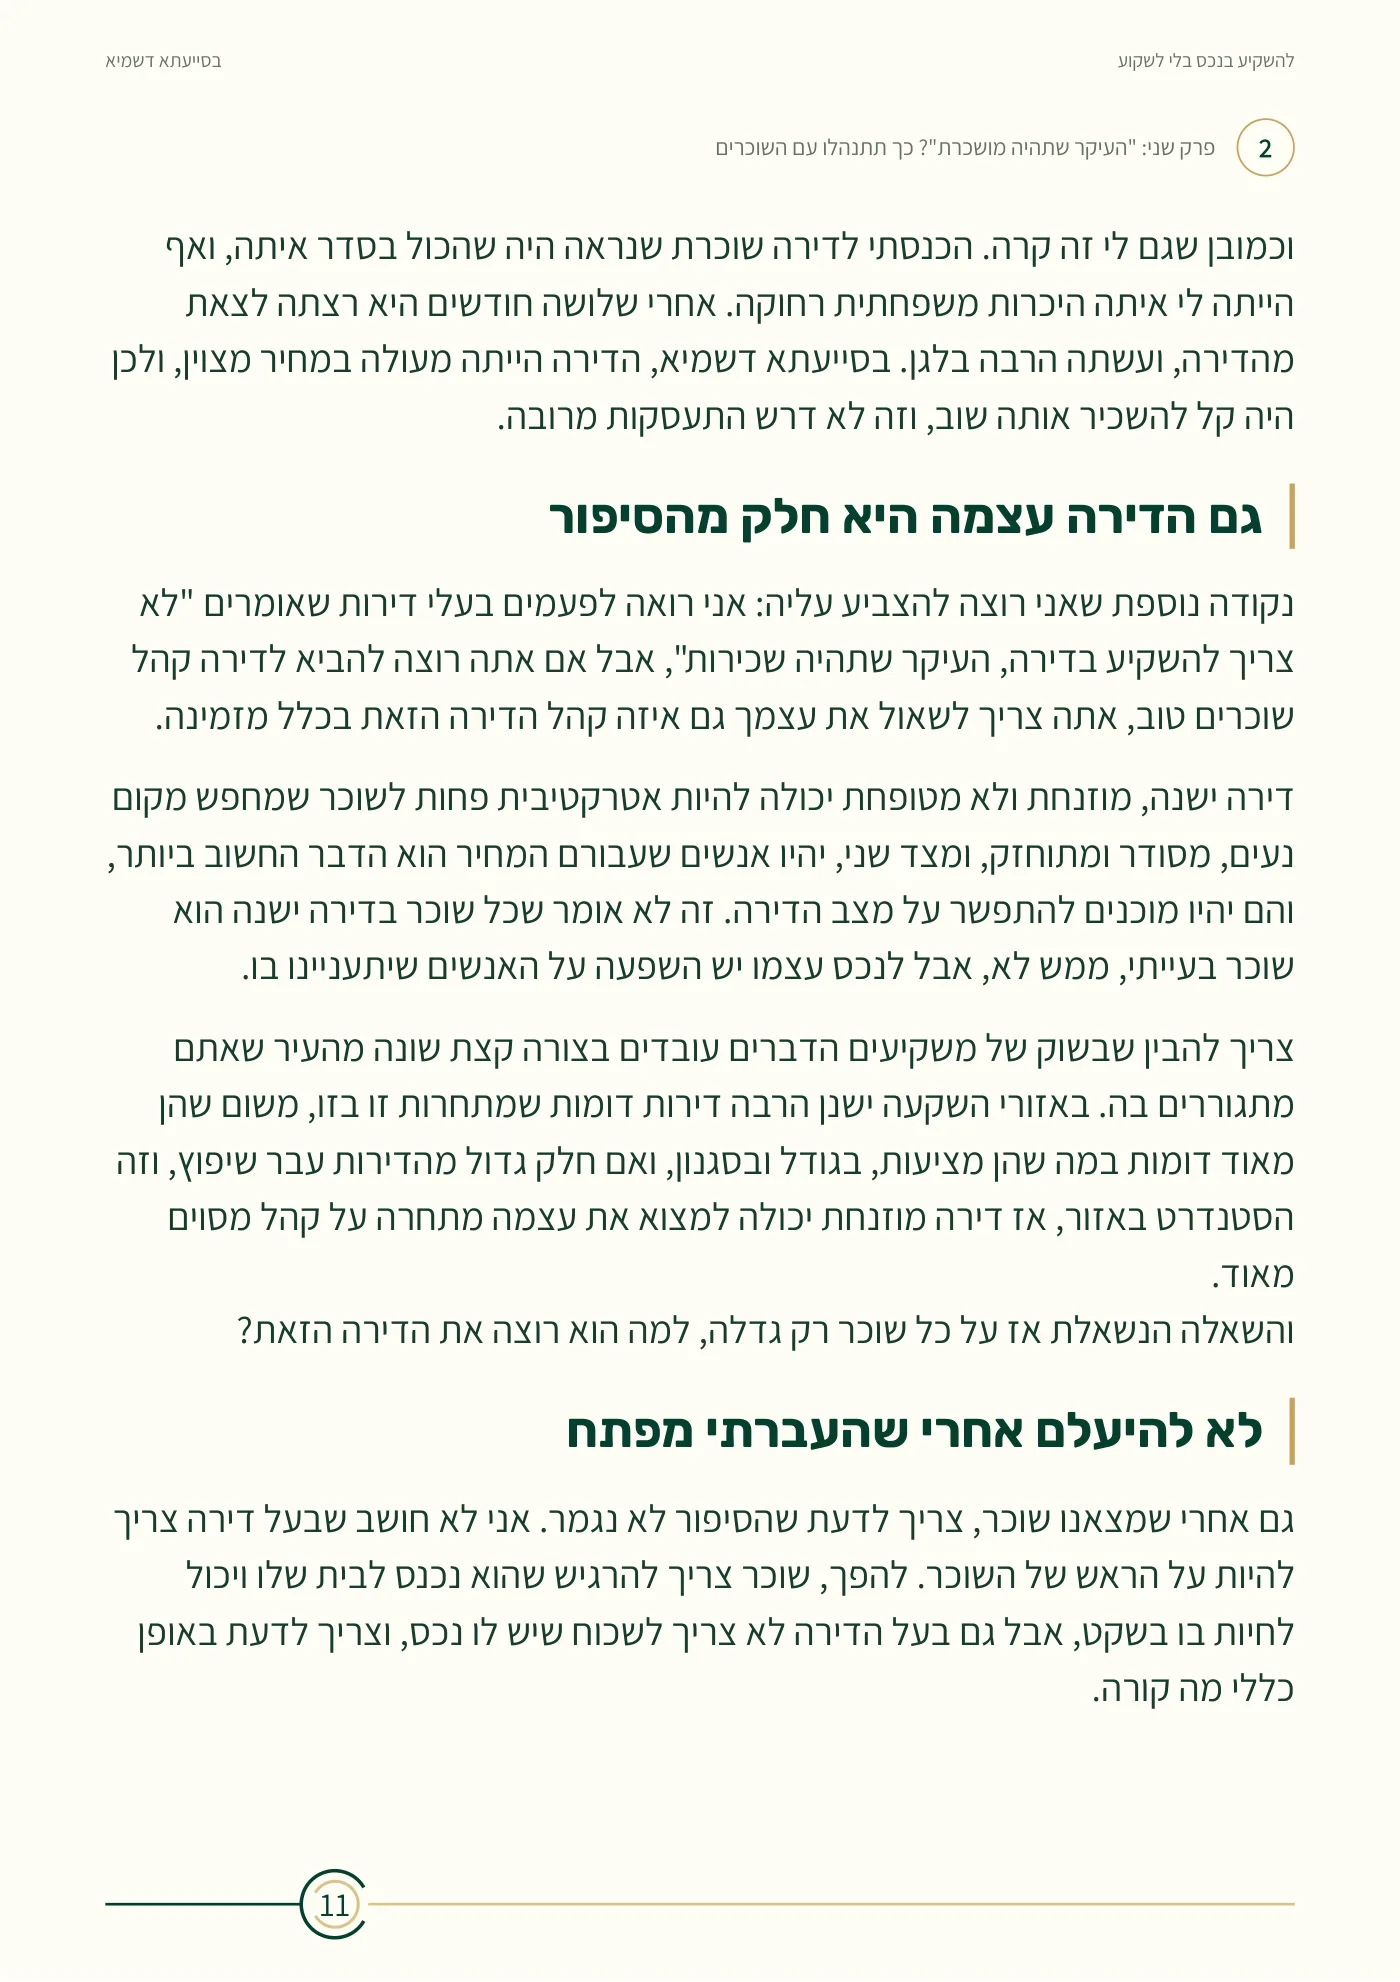 להשקיע בנכס בלי לשקוע
בסייעתא דשמיא
2
פרק שני: "העיקר שתהיה מושכרת"? כך תתנהלו עם השוכרים
וכמובן שגם לי זה קרה. הכנסתי לדירה שוכרת שנראה היה שהכול בסדר איתה, ואף
הייתה לי איתה היכרות משפחתית רחוקה. אחרי שלושה חודשים היא רצתה לצאת
מהדירה, ועשתה הרבה בלגן. בסייעתא דשמיא, הדירה הייתה מעולה במחיר מצוין, ולכן
היה קל להשכיר אותה שוב, וזה לא דרש התעסקות מרובה.
גם הדירה עצמה היא חלק מהסיפור
נקודה נוספת שאני רוצה להצביע עליה: אני רואה לפעמים בעלי דירות שאומרים "לא
צריך להשקיע בדירה, העיקר שתהיה שכירות", אבל אם אתה רוצה להביא לדירה קהל
שוכרים טוב, אתה צריך לשאול את עצמך גם איזה קהל הדירה הזאת בכלל מזמינה.
דירה ישנה, מוזנחת ולא מטופחת יכולה להיות אטרקטיבית פחות לשוכר שמחפש מקום
נעים, מסודר ומתוחזק, ומצד שני, יהיו אנשים שעבורם המחיר הוא הדבר החשוב ביותר,
והם יהיו מוכנים להתפשר על מצב הדירה. זה לא אומר שכל שוכר בדירה ישנה הוא
שוכר בעייתי, ממש לא, אבל לנכס עצמו יש השפעה על האנשים שיתעניינו בו.
צריך להבין שבשוק של משקיעים הדברים עובדים בצורה קצת שונה מהעיר שאתם
מתגוררים בה. באזורי השקעה ישנן הרבה דירות דומות שמתחרות זו בזו, משום שהן
מאוד דומות במה שהן מציעות, בגודל ובסגנון, ואם חלק גדול מהדירות עבר שיפוץ, וזה
הסטנדרט באזור, אז דירה מוזנחת יכולה למצוא את עצמה מתחרה על קהל מסוים
מאוד.
והשאלה הנשאלת אז על כל שוכר רק גדלה, למה הוא רוצה את הדירה הזאת?
לא להיעלם אחרי שהעברתי מפתח
גם אחרי שמצאנו שוכר, צריך לדעת שהסיפור לא נגמר. אני לא חושב שבעל דירה צריך
להיות על הראש של השוכר. להפך, שוכר צריך להרגיש שהוא נכנס לבית שלו ויכול
לחיות בו בשקט, אבל גם בעל הדירה לא צריך לשכוח שיש לו נכס, וצריך לדעת באופן
כללי מה קורה.
11